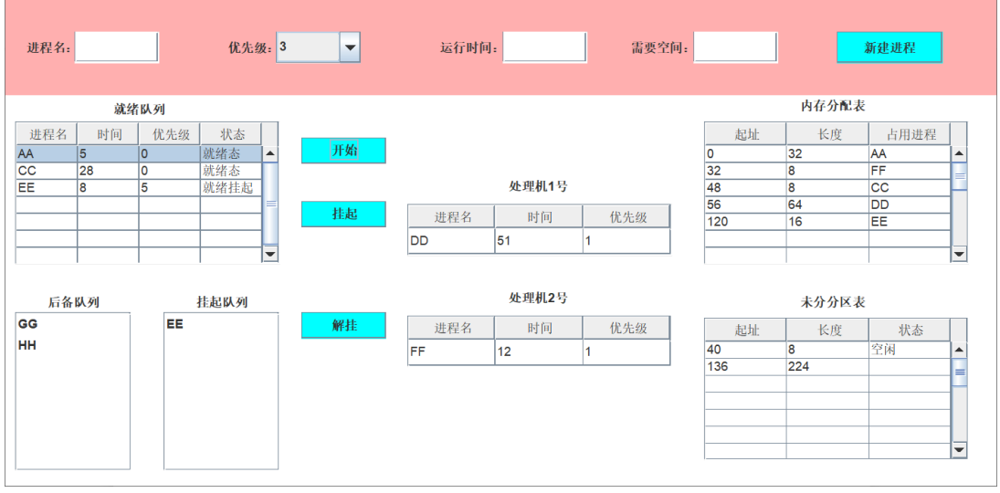 进程名: 优先级: 3 运行时间: 需要空间: 新建进程
就绪队列
进程名 时间 优先级 状态
AA 5 0 就绪态
CC 28 0 就绪态
EE 8 5 就绪挂起
开始
挂起
处理机1号
进程名 时间 优先级
DD 51 1
内存分配表
起址 长度 占用进程
0 32 AA
32 8 FF
48 8 CC
56 64 DD
120 16 EE
后备队列
GG
HH
挂起队列
EE
解挂
处理机2号
进程名 时间 优先级
FF 12 1
未分分区表
起址 长度 状态
40 8 空闲
136 224